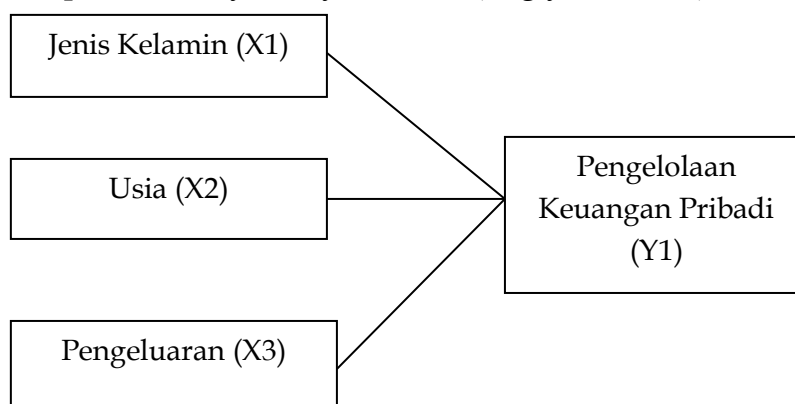 Jenis Kelamin (X1)
Usia (X2)
Pengelolaan
Keuangan Pribadi
(Y1)
Pengeluaran (X3)